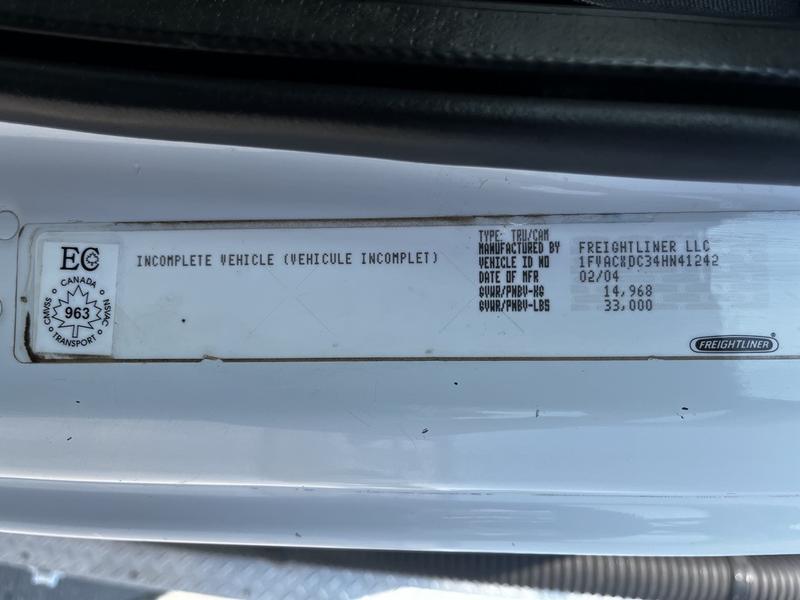 EC
CANADA
CMVSS 963 NSVAC
TRANSPORT
INCOMPLETE VEHICLE (VEHICULE INCOMPLET)
TYPE: TRU/CAM
MANUFACTURED BY FREIGHTLINER LLC
VEHICLE ID NO 1FVACXDC34HN41242
DATE OF MFR 02/04
GVWR/PNBV-KG 14,968
GVWR/PNBV-LBS 33,000
FREIGHTLINER